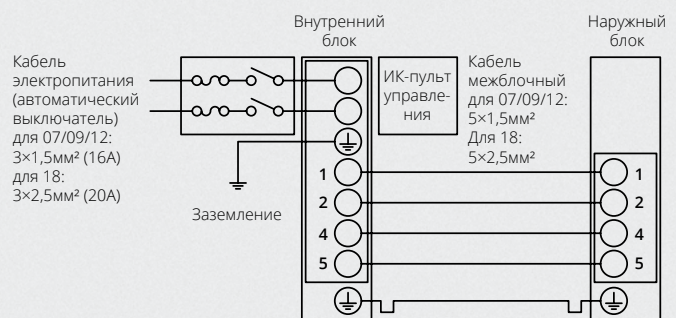 Внутренний
блок
Наружный
блок
Кабель
электропитания
(автоматический
выключатель)
для 07/09/12:
3×1,5мм² (16А)
для 18:
3×2,5мм² (20А)
ИК-пульт
управле-
ния
Кабель
межблочный
для 07/09/12:
5×1,5мм²
Для 18:
5×2,5мм²
Заземление
1
2
4
5
1
2
4
5